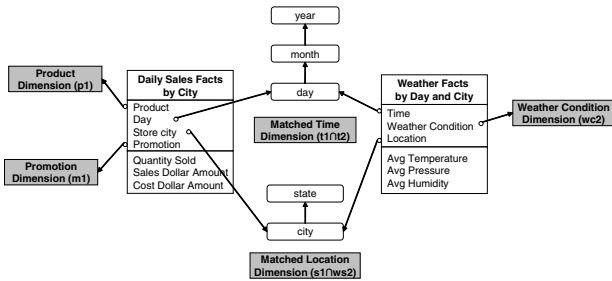 year
month
day
Product
Dimension (p1)
Daily Sales Facts
by City
Product
Day
Store city
Promotion
Quantity Sold
Sales Dollar Amount
Cost Dollar Amount
Promotion
Dimension (m1)
Matched Time
Dimension (t1∩t2)
Weather Facts
by Day and City
Time
Weather Condition
Location
Avg Temperature
Avg Pressure
Avg Humidity
Weather Condition
Dimension (wc2)
state
city
Matched Location
Dimension (s1∩ws2)